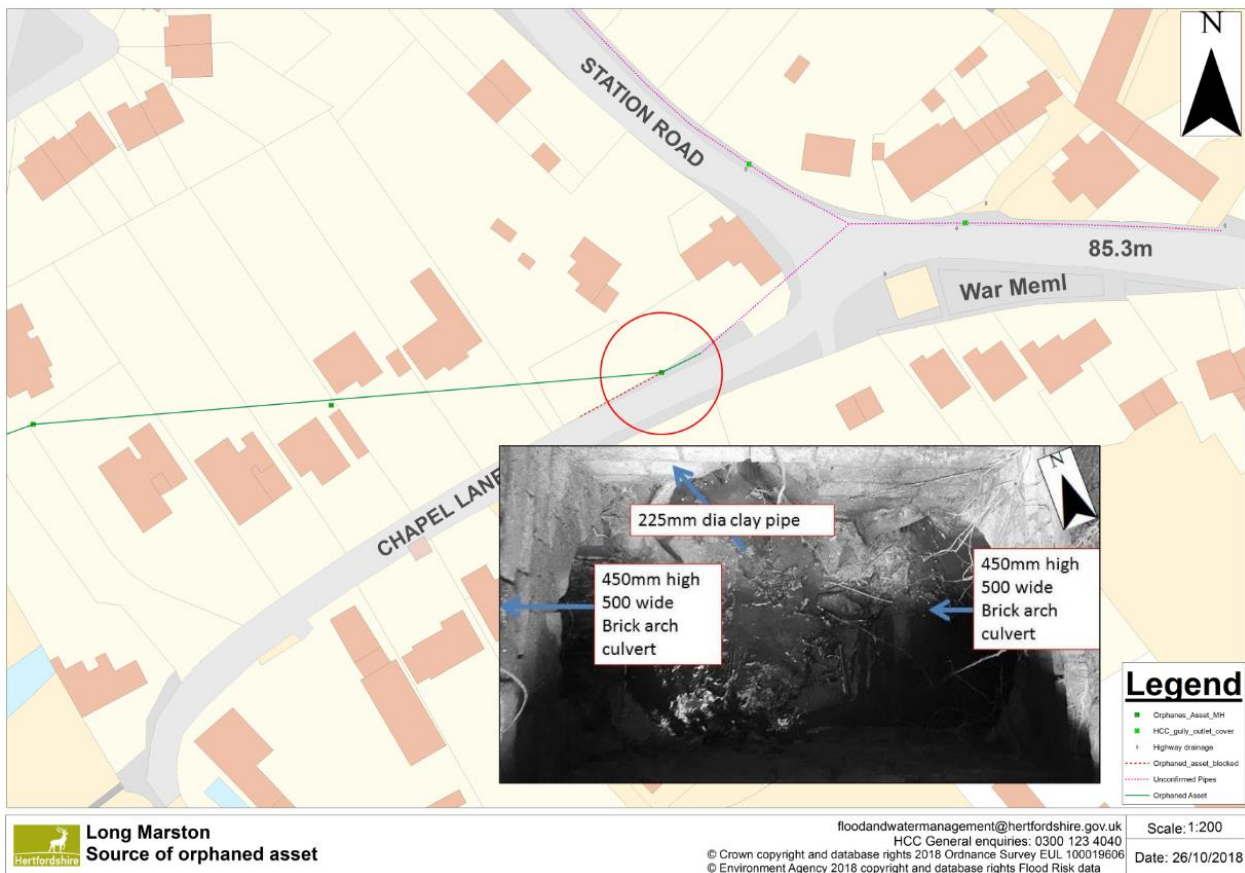 N
STATION ROAD
85.3m
War Meml
CHAPEL LANE
N
225mm dia clay pipe
450mm high
500 wide
Brick arch
culvert
450mm high
500 wide
Brick arch
culvert
Legend
Orphanes_Asset_MH
HCC_gully_outlet_cover
Highway drainage
Orphaned_asset_blocked
Unconfirmed Pipes
Orphaned Asset
Hertfordshire
Long Marston
Source of orphaned asset
floodandwatermanagement@hertfordshire.gov.uk
HCC General enquiries: 0300 123 4040
© Crown copyright and database rights 2018 Ordnance Survey EUL 100019606
© Environment Agency 2018 copyright and database rights Flood Risk data
Scale: 1:200
Date: 26/10/2018